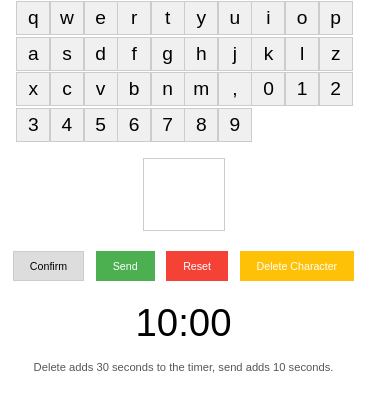 q w e r t y u i o p
a s d f g h j k l z
x c v b n m , 0 1 2
3 4 5 6 7 8 9
Confirm Send Reset Delete Character
10:00
Delete adds 30 seconds to the timer, send adds 10 seconds.